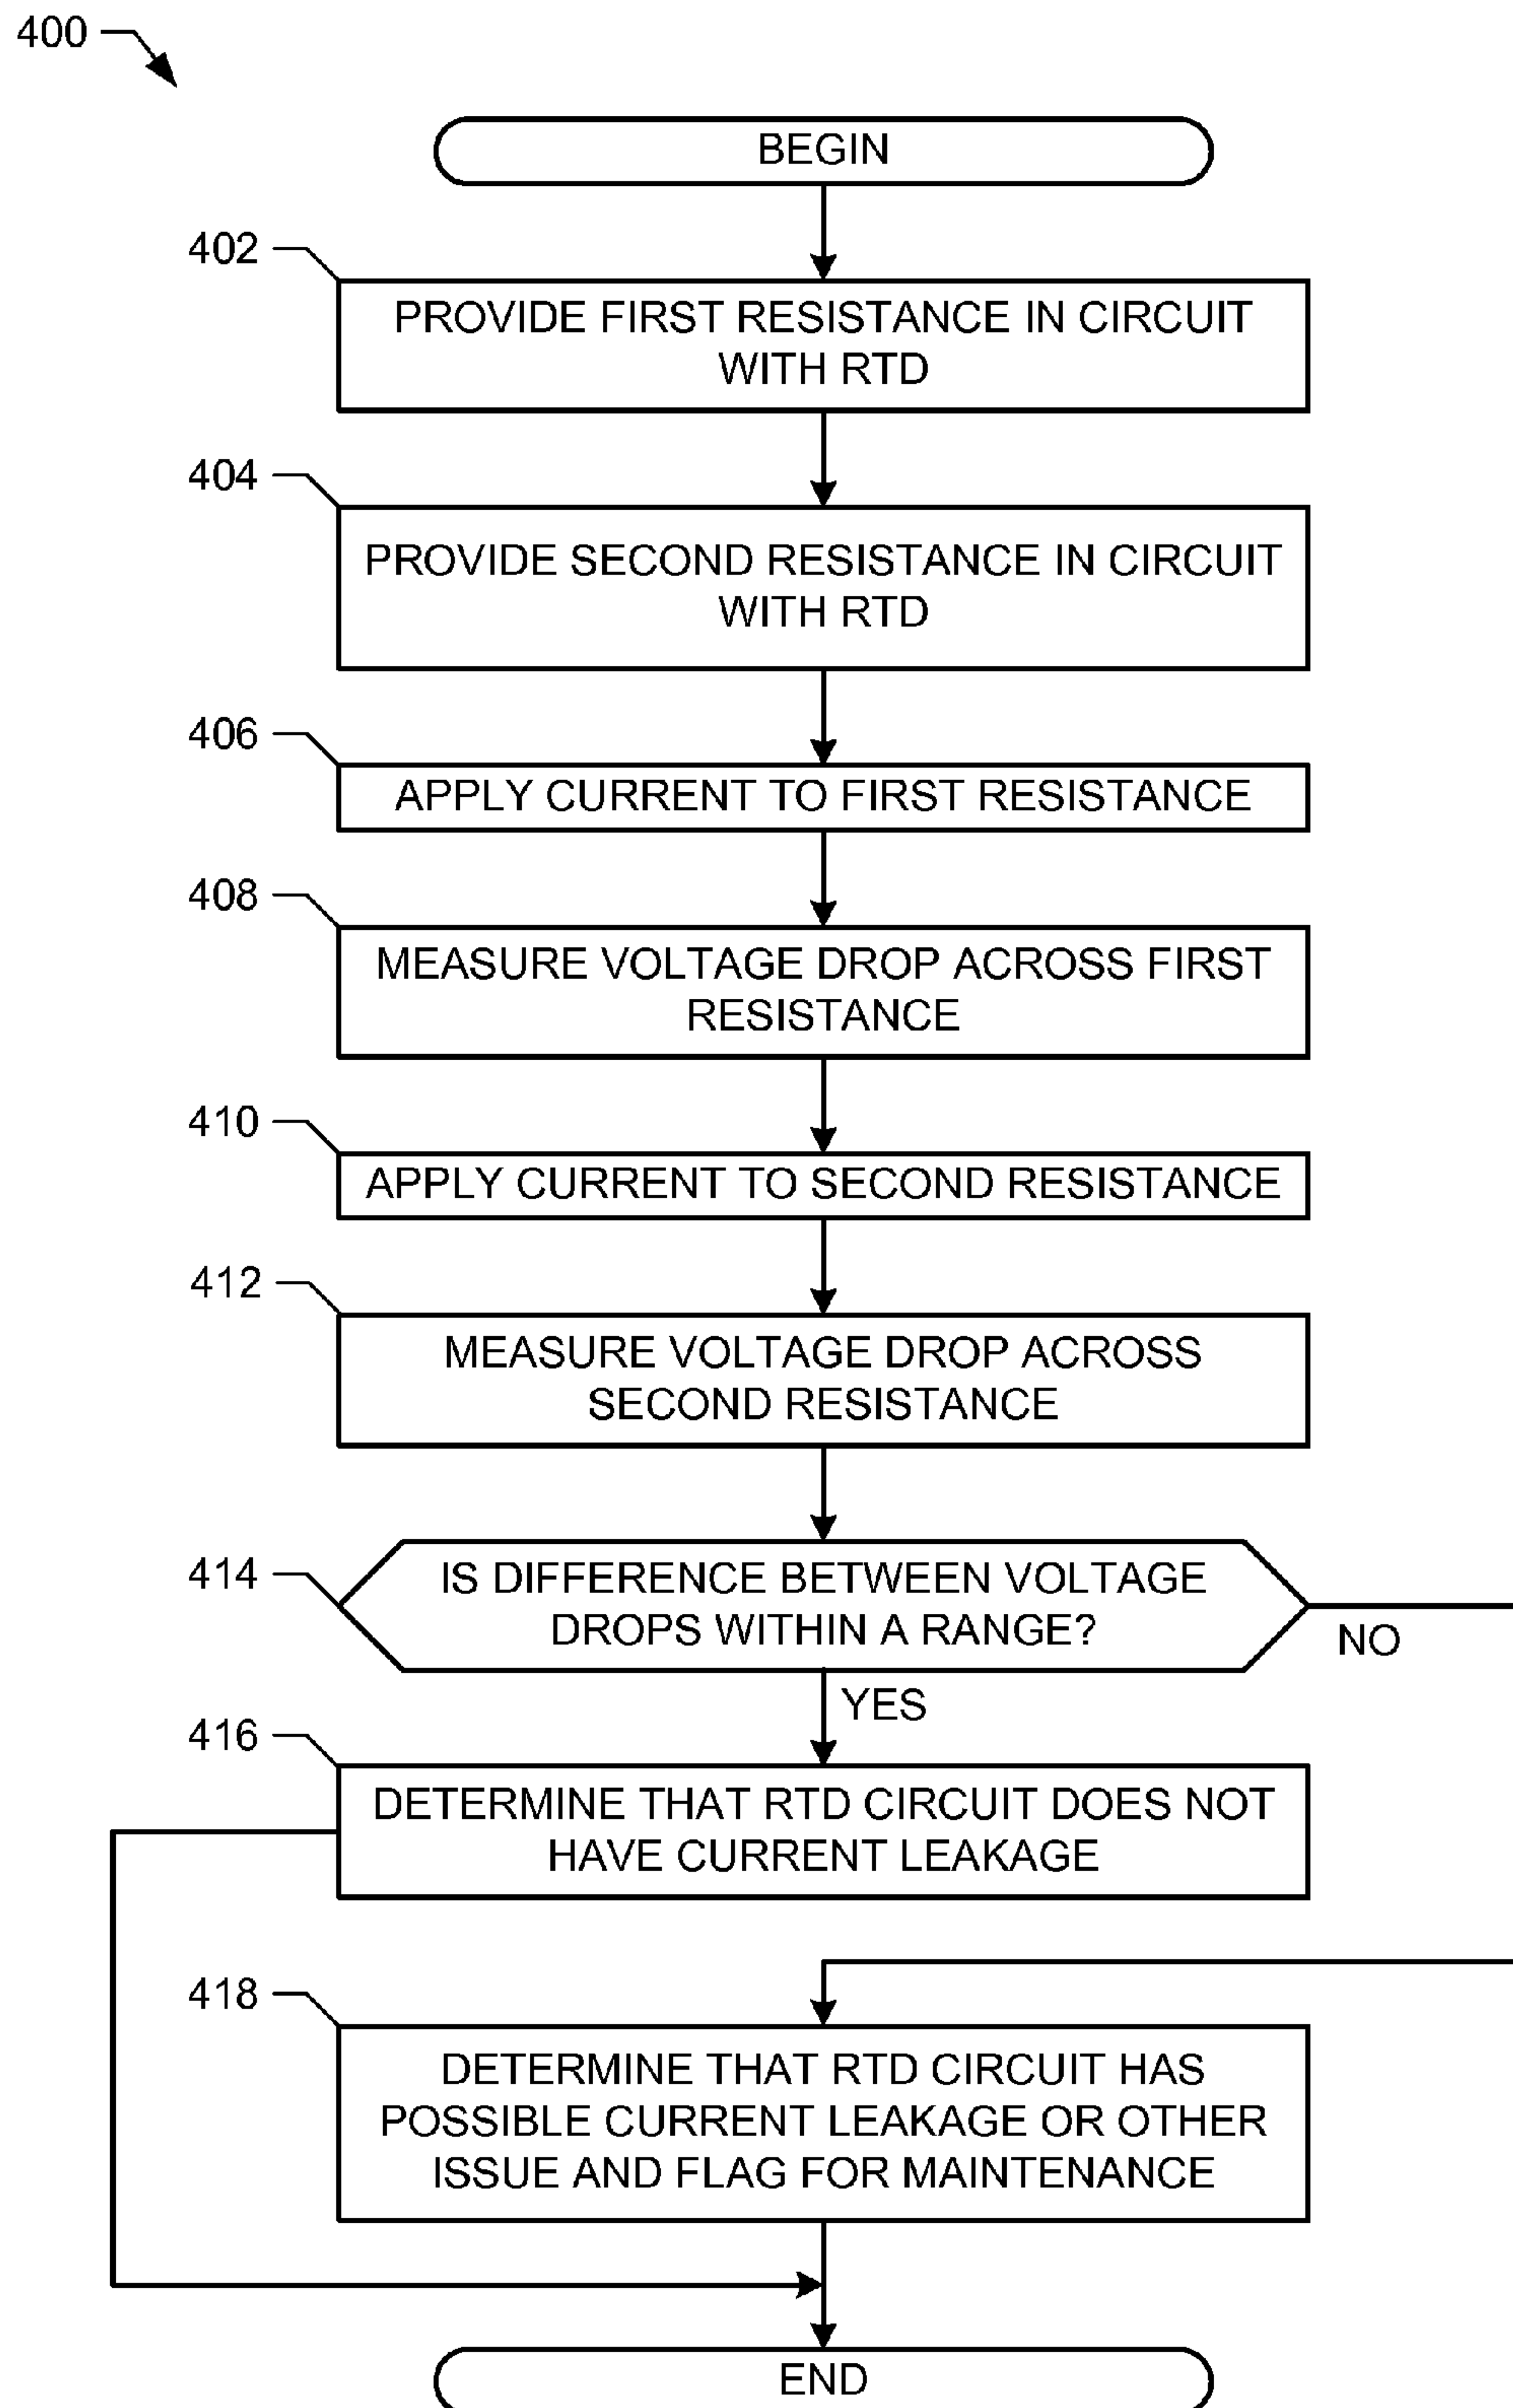 400
BEGIN
402
PROVIDE FIRST RESISTANCE IN CIRCUIT
WITH RTD
404
PROVIDE SECOND RESISTANCE IN CIRCUIT
WITH RTD
406
APPLY CURRENT TO FIRST RESISTANCE
408
MEASURE VOLTAGE DROP ACROSS FIRST
RESISTANCE
410
APPLY CURRENT TO SECOND RESISTANCE
412
MEASURE VOLTAGE DROP ACROSS
SECOND RESISTANCE
414
IS DIFFERENCE BETWEEN VOLTAGE
DROPS WITHIN A RANGE?
NO
YES
416
DETERMINE THAT RTD CIRCUIT DOES NOT
HAVE CURRENT LEAKAGE
418
DETERMINE THAT RTD CIRCUIT HAS
POSSIBLE CURRENT LEAKAGE OR OTHER
ISSUE AND FLAG FOR MAINTENANCE
END